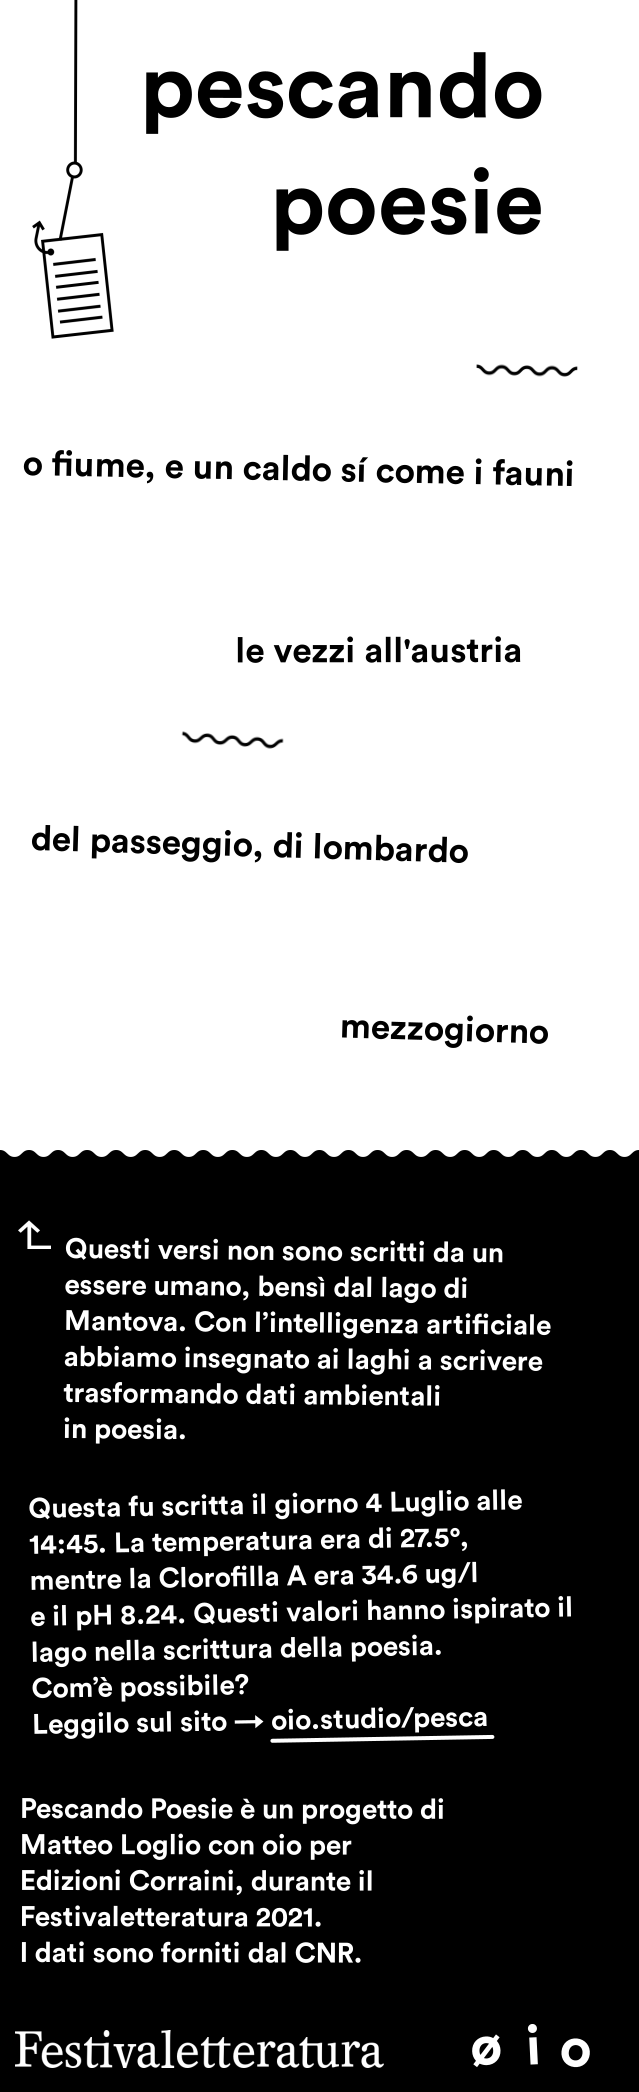 pescando
poesie
o fiume, e un caldo sí come i fauni
le vezzi all'austria
del passeggio, di lombardo
mezzogiorno
Questi versi non sono scritti da un
essere umano, bensì dal lago di
Mantova. Con l’intelligenza artificiale
abbiamo insegnato ai laghi a scrivere
trasformando dati ambientali
in poesia.
Questa fu scritta il giorno 4 Luglio alle
14:45. La temperatura era di 27.5°,
mentre la Clorofilla A era 34.6 ug/l
e il pH 8.24. Questi valori hanno ispirato il
lago nella scrittura della poesia.
Com’è possibile?
Leggilo sul sito → oio.studio/pesca
Pescando Poesie è un progetto di
Matteo Loglio con oio per
Edizioni Corraini, durante il
Festivaletteratura 2021.
I dati sono forniti dal CNR.
Festivaletteratura ø i o